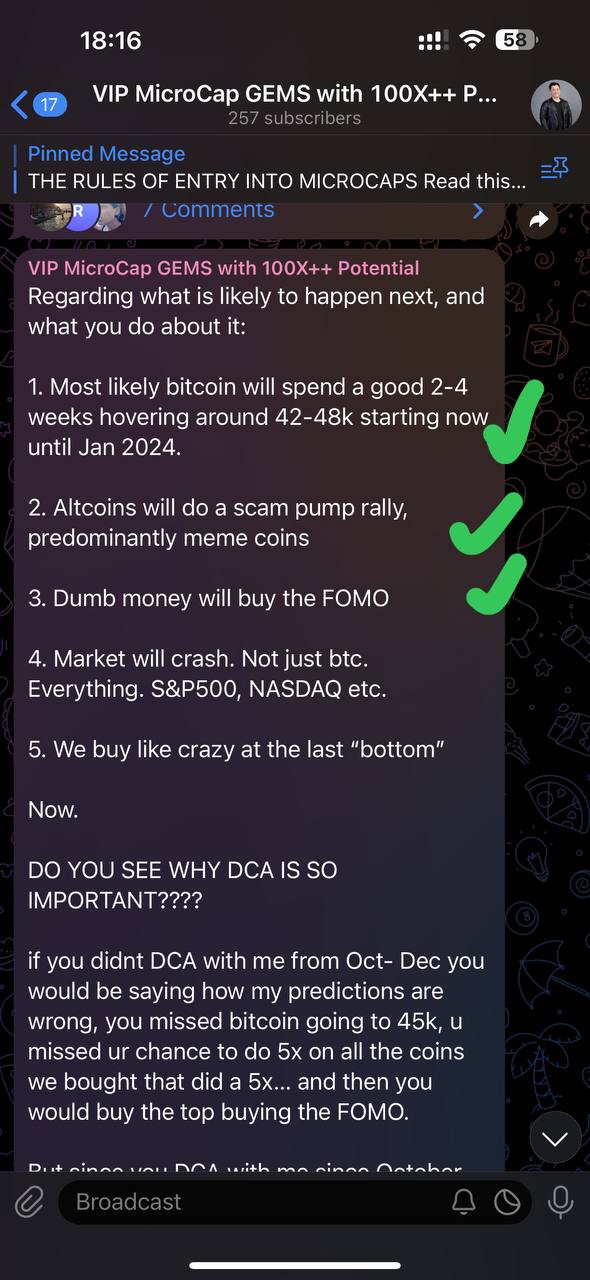 18:16
58
17
VIP MicroCap GEMS with 100X++ P...
257 subscribers
Pinned Message
THE RULES OF ENTRY INTO MICROCAPS Read this...
R
7 Comments
VIP MicroCap GEMS with 100X++ Potential
Regarding what is likely to happen next, and
what you do about it:
1. Most likely bitcoin will spend a good 2-4
weeks hovering around 42-48k starting now
until Jan 2024.
2. Altcoins will do a scam pump rally,
predominantly meme coins
3. Dumb money will buy the FOMO
4. Market will crash. Not just btc.
Everything. S&P500, NASDAQ etc.
5. We buy like crazy at the last “bottom”
Now.
DO YOU SEE WHY DCA IS SO
IMPORTANT????
if you didnt DCA with me from Oct- Dec you
would be saying how my predictions are
wrong, you missed bitcoin going to 45k, u
missed ur chance to do 5x on all the coins
we bought that did a 5x... and then you
would buy the top buying the FOMO.
But since you DCA with me since October
Broadcast